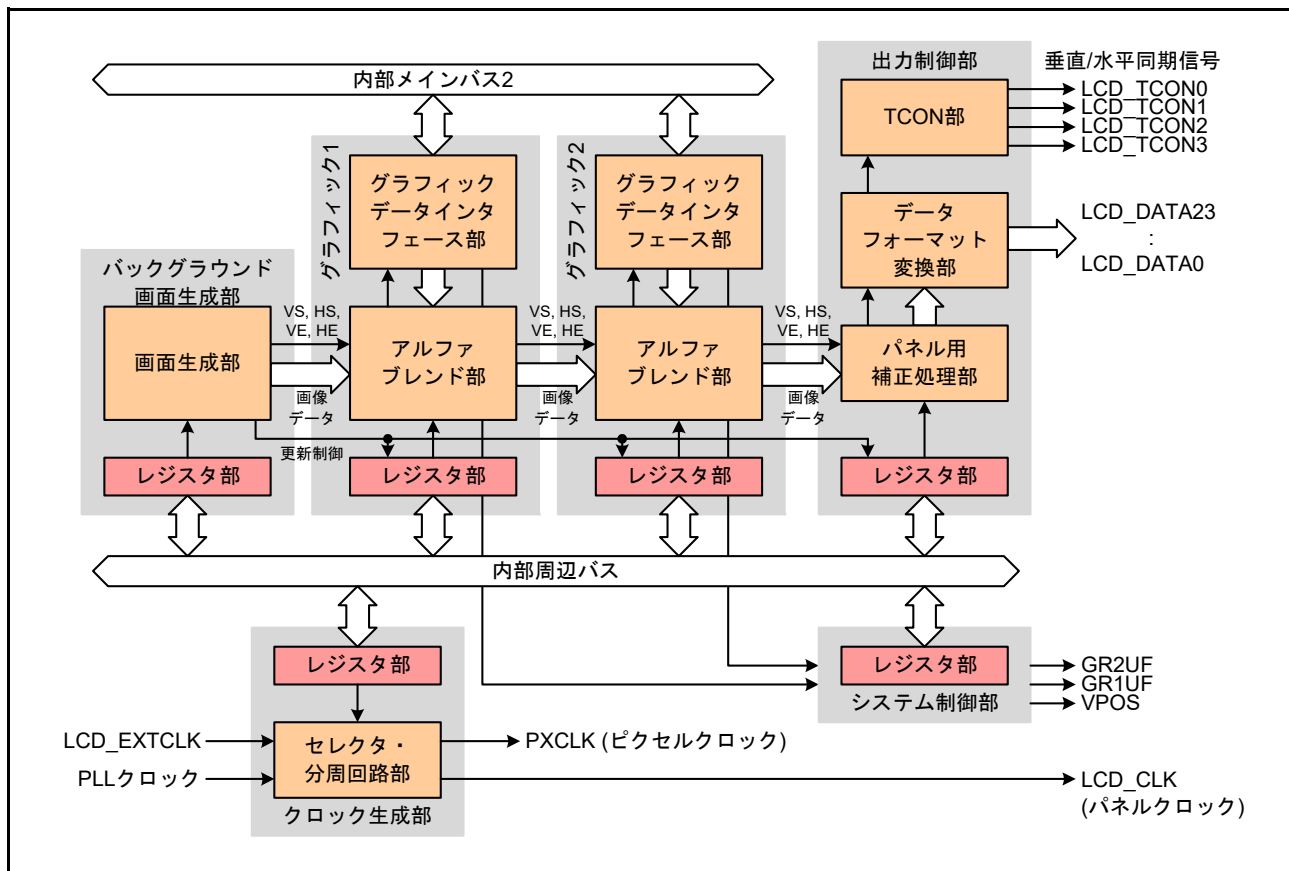 内部メインバス2
出力制御部
垂直/水平同期信号
TCON部
LCD_TCON0
LCD_TCON1
LCD_TCON2
LCD_TCON3
グラフィック1
グラフィック
データインタ
フェース部
グラフィック2
グラフィック
データインタ
フェース部
データ
フォーマット
変換部
LCD_DATA23
:
LCD_DATA0
バックグラウンド
画面生成部
画面生成部
VS, HS,
VE, HE
画像
データ
アルファ
ブレンド部
VS, HS,
VE, HE
画像
データ
アルファ
ブレンド部
VS, HS,
VE, HE
画像
データ
パネル用
補正処理部
更新制御
レジスタ部
レジスタ部
レジスタ部
レジスタ部
内部周辺バス
レジスタ部
セレクタ・
分周回路部
クロック生成部
LCD_EXTCLK
PLLクロック
PXCLK (ピクセルクロック)
レジスタ部
システム制御部
GR2UF
GR1UF
VPOS
LCD_CLK
(パネルクロック)